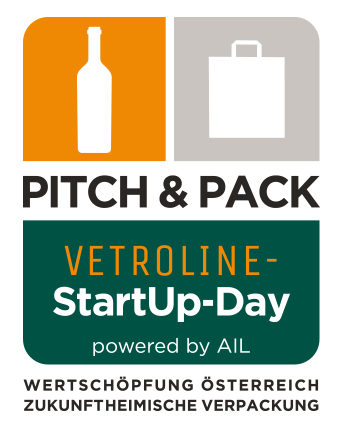 PITCH & PACK
VETROLINE-
StartUp-Day
powered by AIL
WERTSCHÖPFUNG ÖSTERREICH
ZUKUNFTHEIMISCHE VERPACKUNG